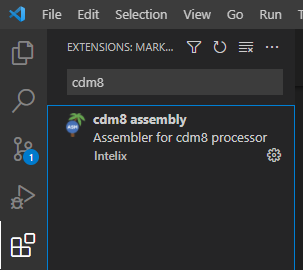 File Edit Selection View Go Run
EXTENSIONS: MARK...
cdm8
ASM
cdm8 assembly
Assembler for cdm8 processor
Intelix
1